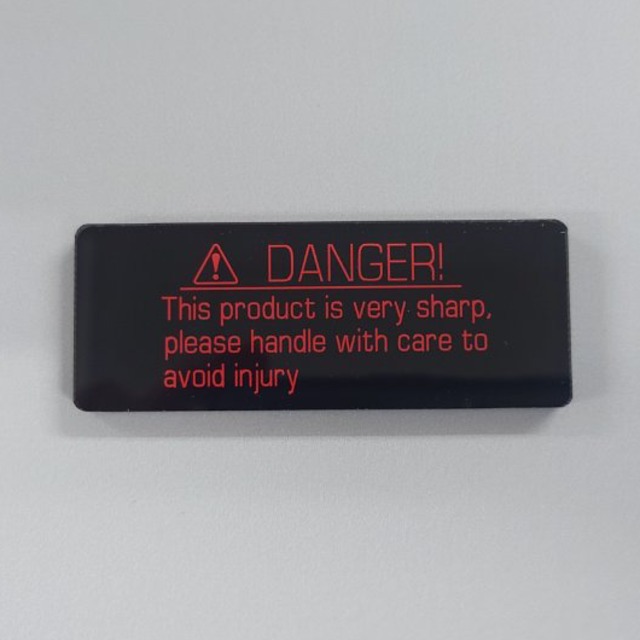 DANGER!
This product is very sharp,
please handle with care to
avoid injury